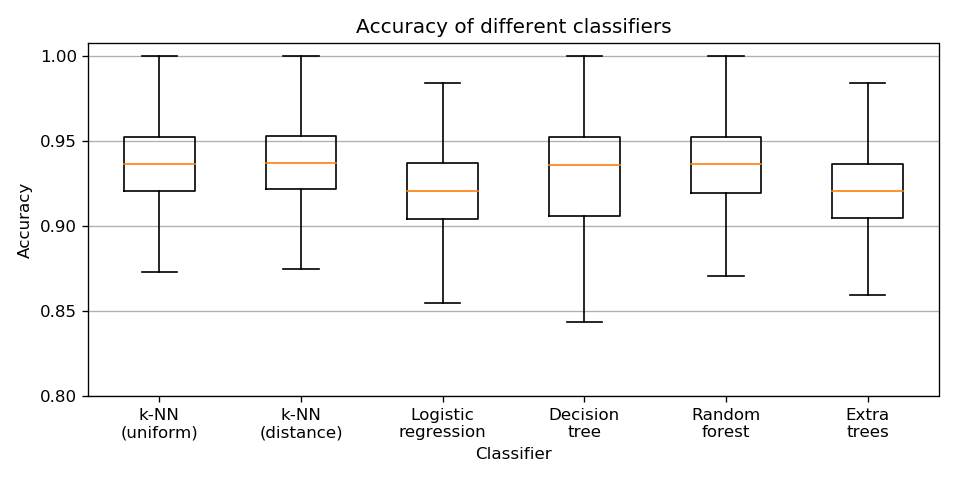 Accuracy of different classifiers
1.00
0.95
0.90
0.85
0.80
Accuracy
k-NN
(uniform)
k-NN
(distance)
Logistic
regression
Decision
tree
Random
forest
Extra
trees
Classifier